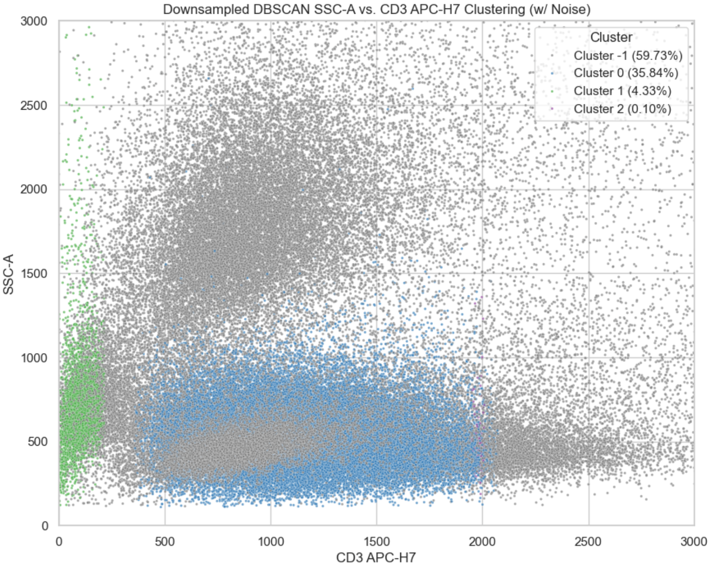 Downsampled DBSCAN SSC-A vs. CD3 APC-H7 Clustering (w/ Noise)
3000
2500
2000
1500
1000
500
0
SSC-A
Cluster
Cluster -1 (59.73%)
Cluster 0 (35.84%)
Cluster 1 (4.33%)
Cluster 2 (0.10%)
0 500 1000 1500 2000 2500 3000
CD3 APC-H7